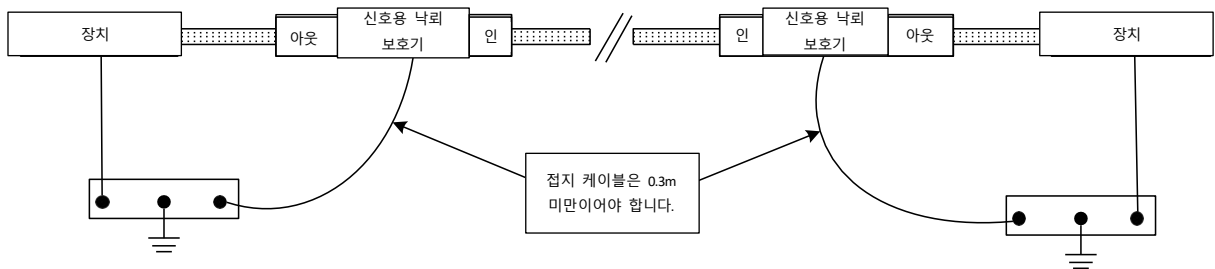 장치
아웃
신호용 낙뢰
보호기
인
인
신호용 낙뢰
보호기
아웃
장치
접지 케이블은 0.3m
미만이어야 합니다.